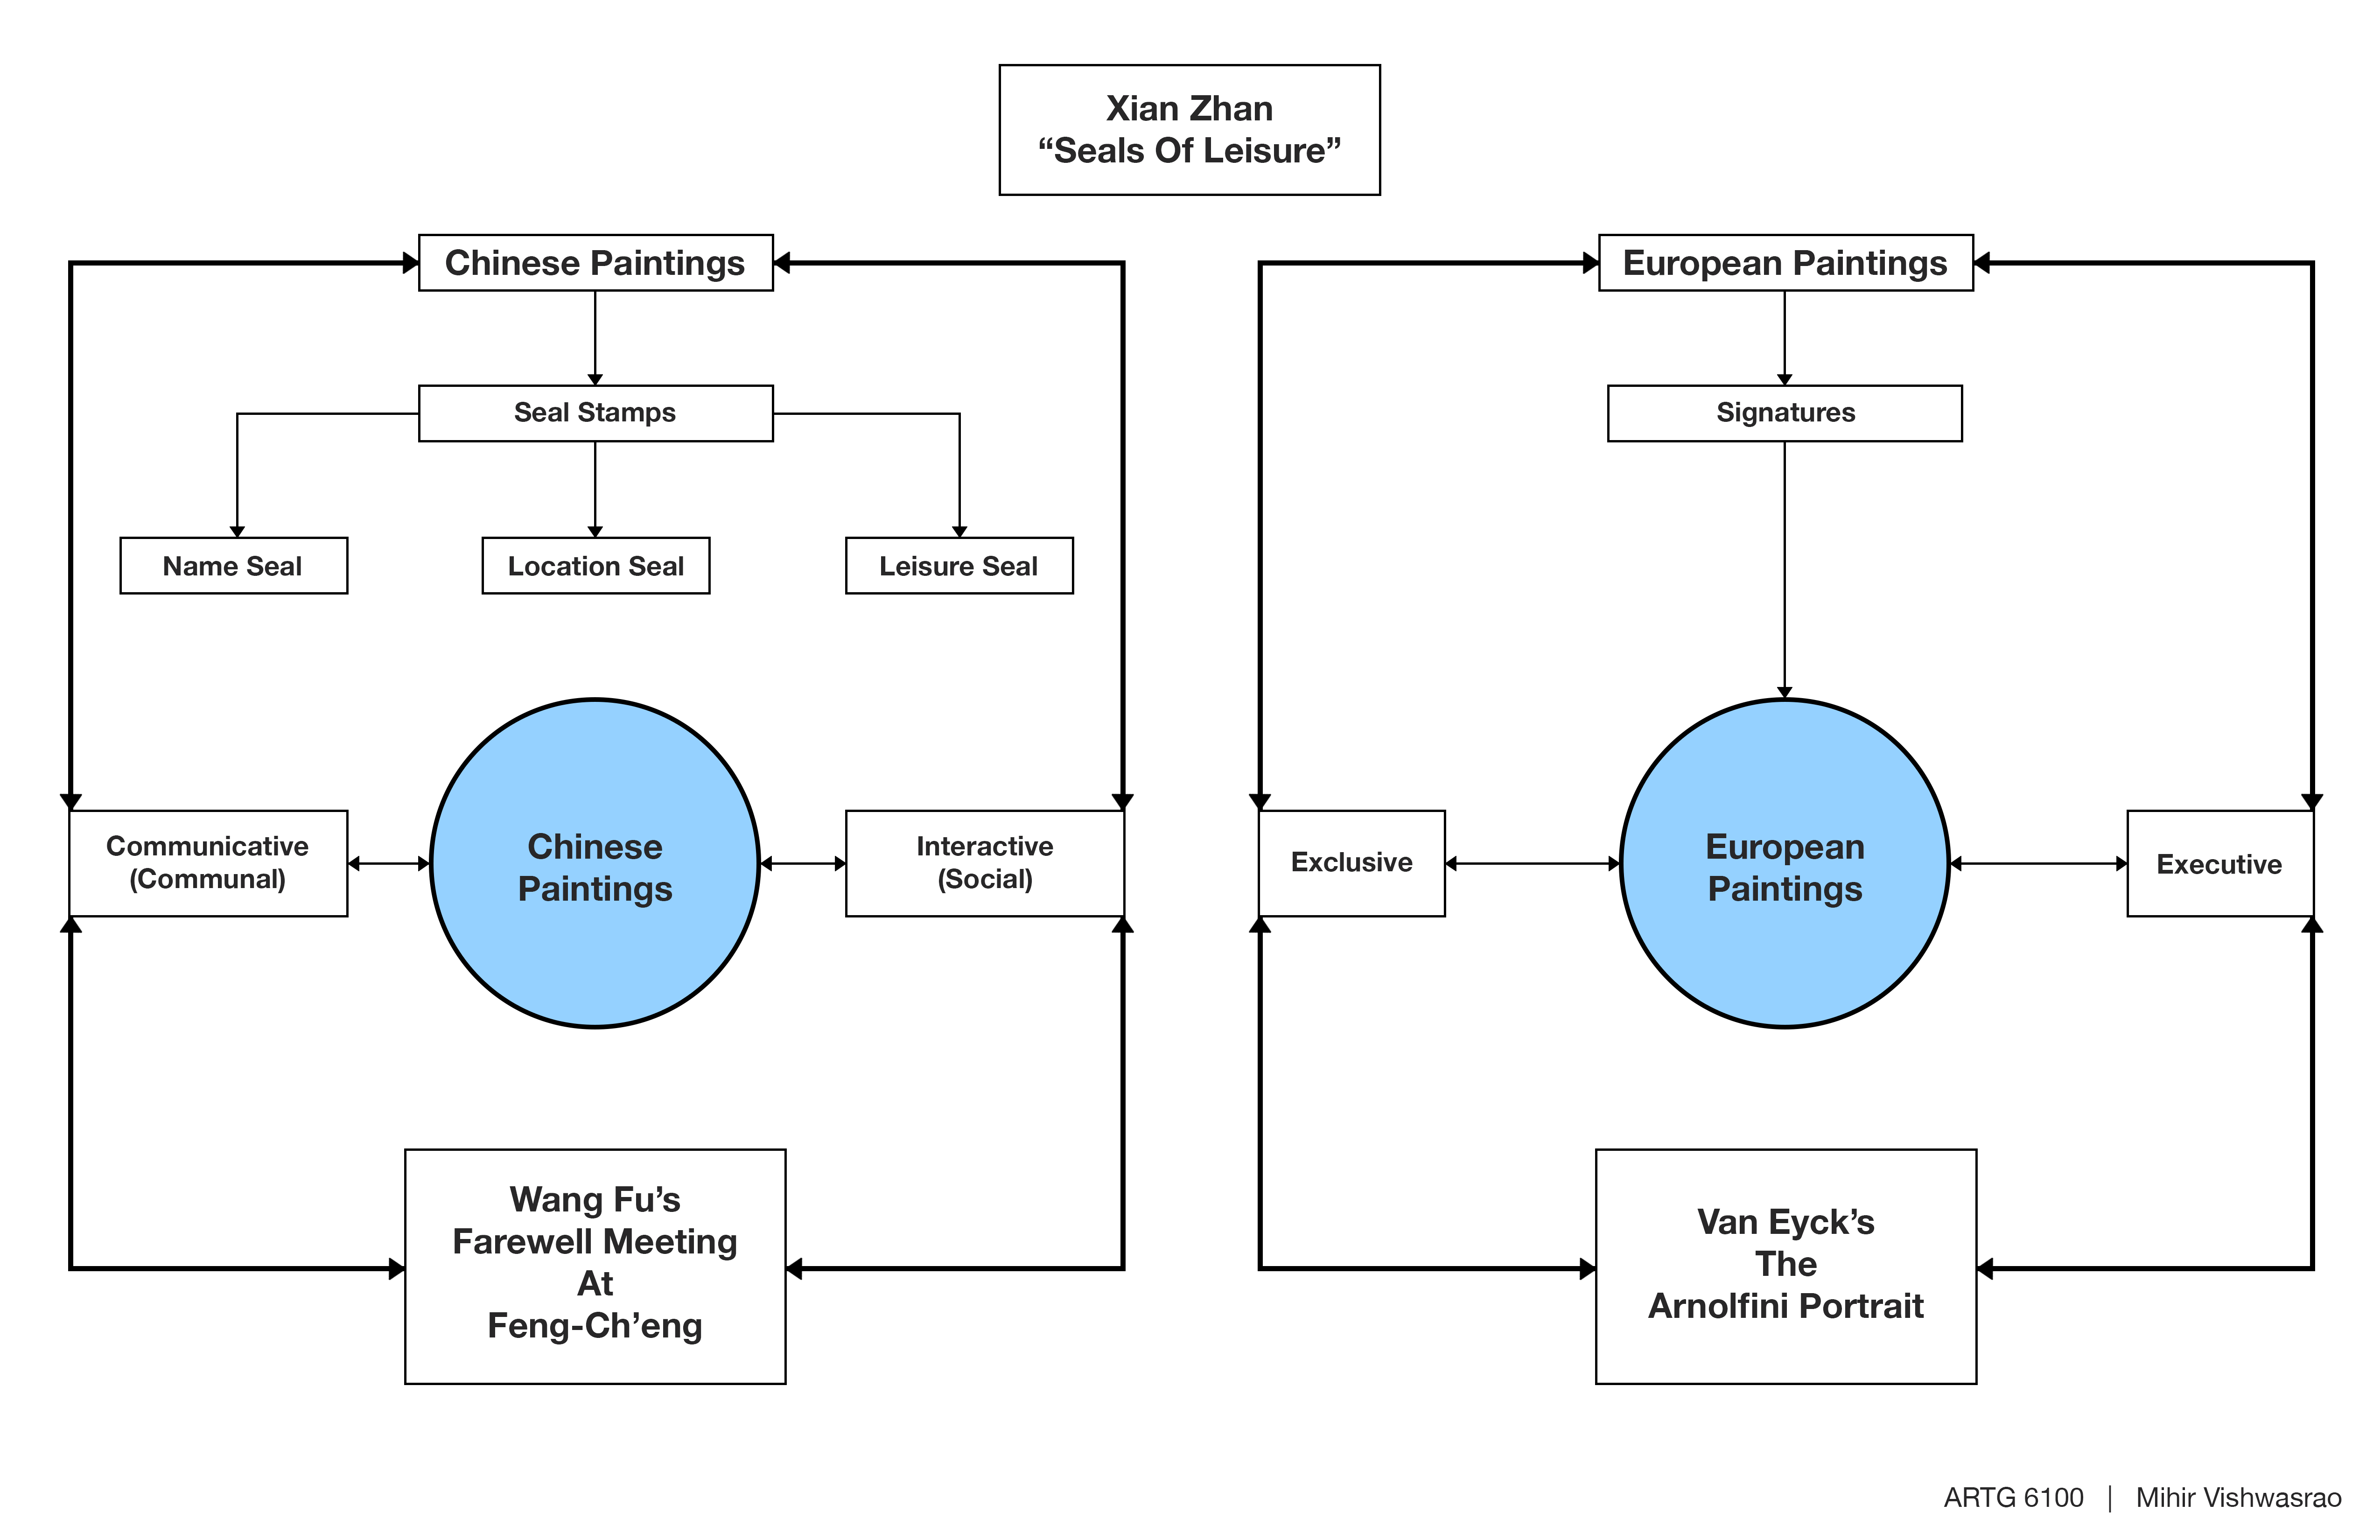 Xian Zhan
“Seals Of Leisure”
Chinese Paintings
European Paintings
Seal Stamps
Signatures
Name Seal
Location Seal
Leisure Seal
Communicative
(Communal)
Chinese
Paintings
Interactive
(Social)
Exclusive
European
Paintings
Executive
Wang Fu’s
Farewell Meeting
At
Feng-Ch’eng
Van Eyck’s
The
Arnolfini Portrait
ARTG 6100 | Mihir Vishwasrao